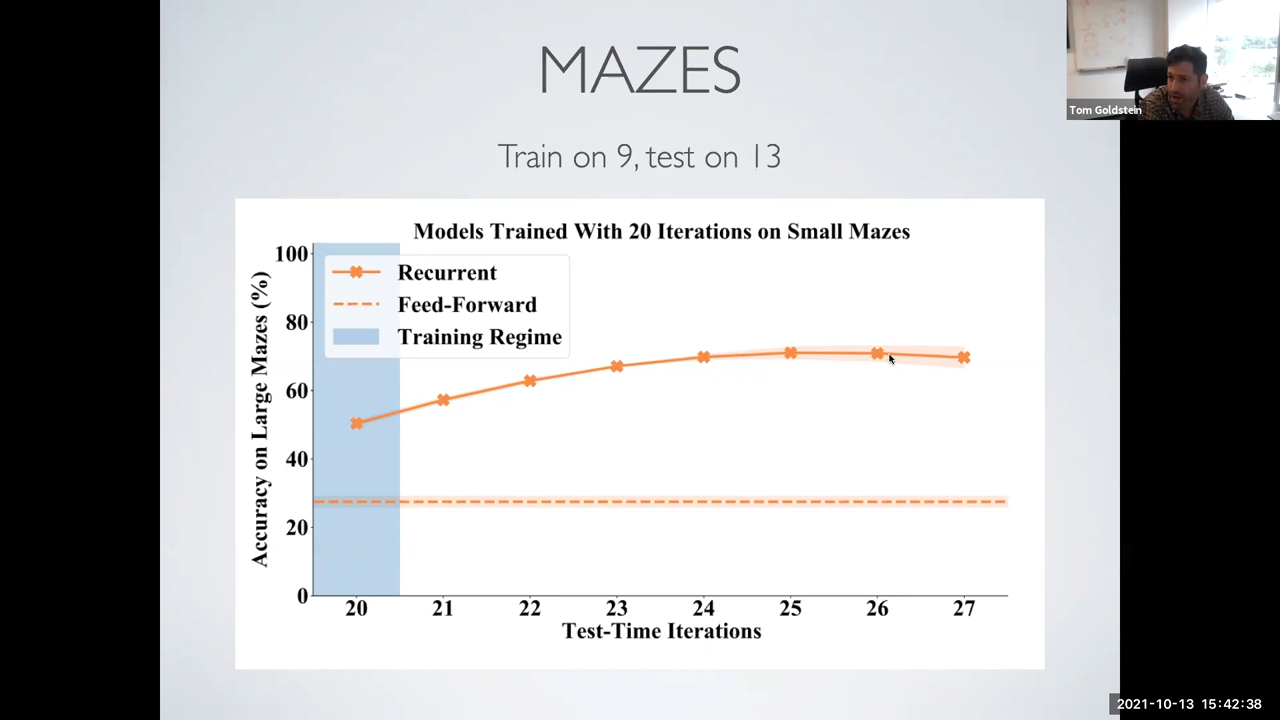 MAZES
Tom Goldstein
Train on 9, test on 13
Models Trained With 20 Iterations on Small Mazes
Recurrent
Feed-Forward
Training Regime
Accuracy on Large Mazes (%)
100
80
60
40
20
0
20 21 22 23 24 25 26 27
Test-Time Iterations
2021-10-13 15:42:38